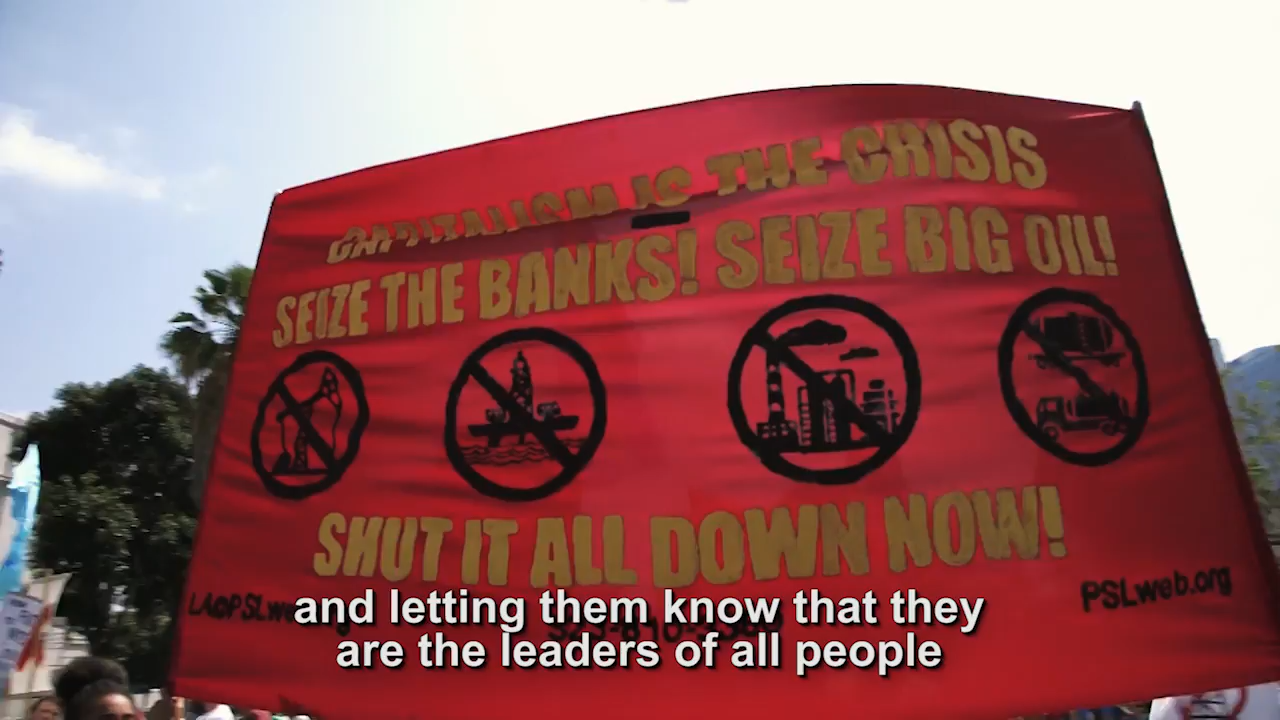 CAPITALISM IS THE CRISIS
SEIZE THE BANKS! SEIZE BIG OIL!
SHUT IT ALL DOWN NOW!
PSLweb.org
and letting them know that they
are the leaders of all people